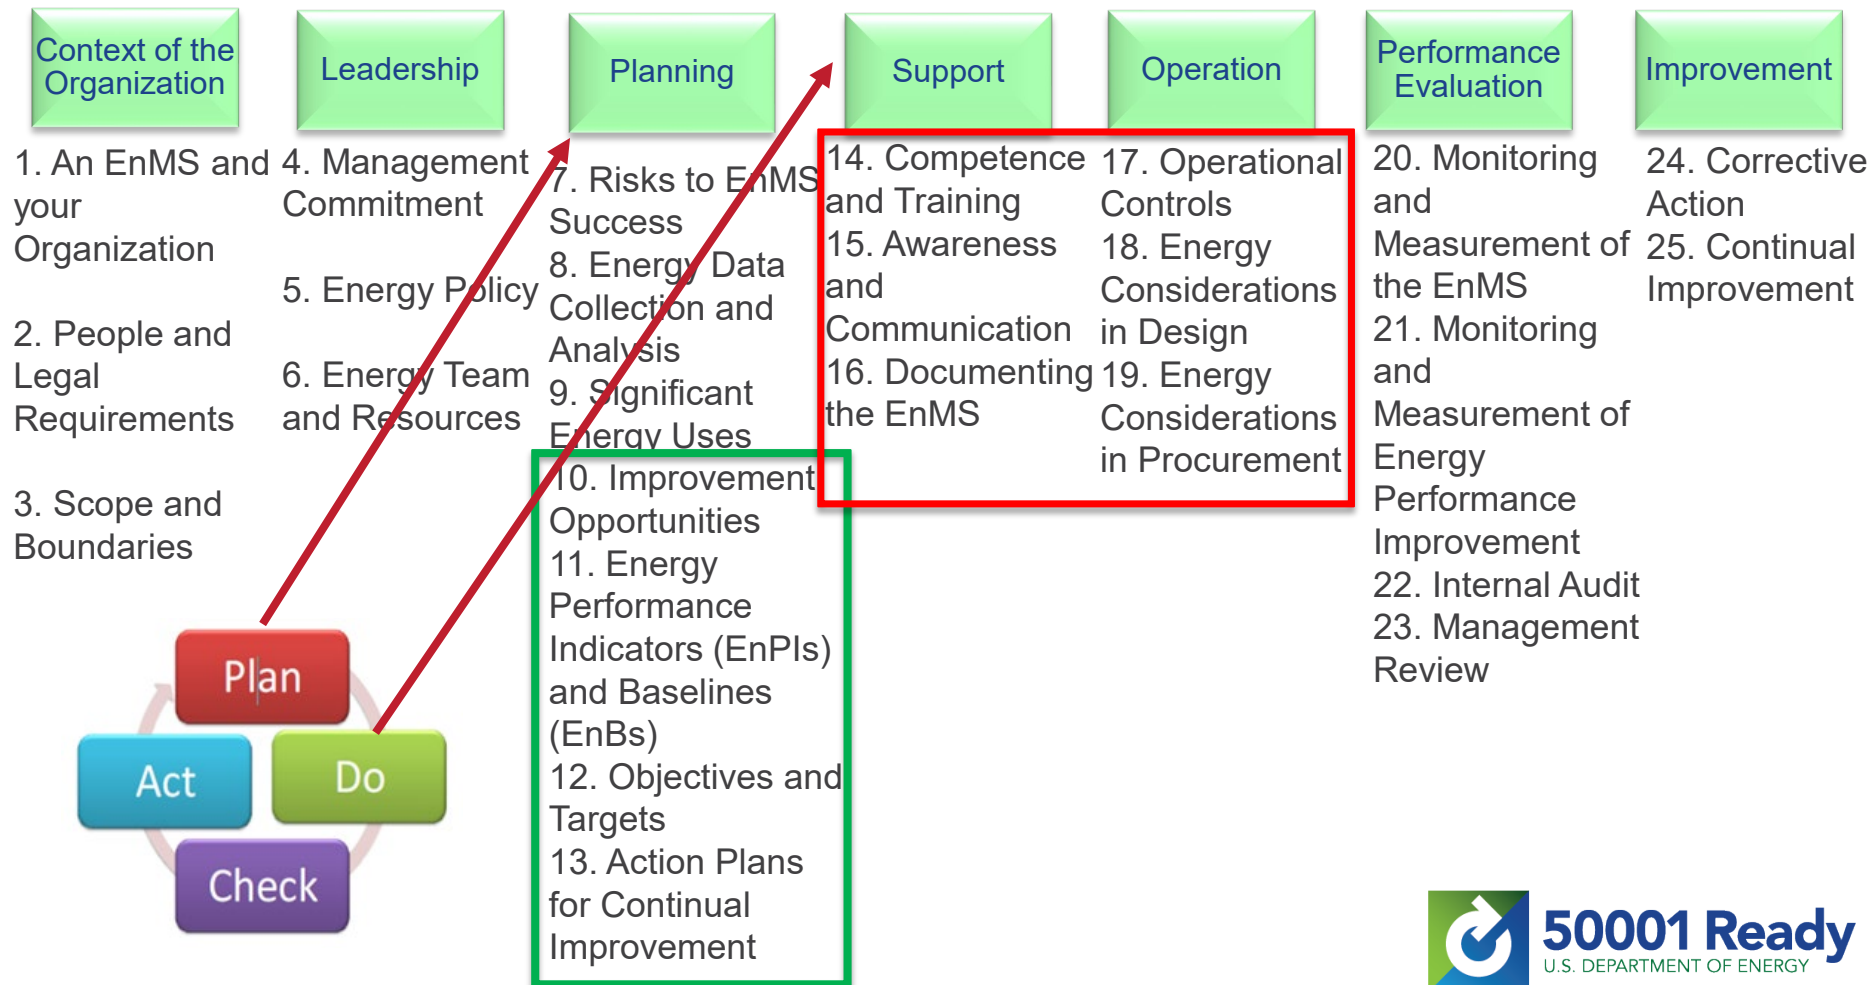 Context of the
Organization
Leadership
Planning
Support
Operation
Performance
Evaluation
Improvement
1. An EnMS and
your
Organization
2. People and
Legal
Requirements
3. Scope and
Boundaries
4. Management
Commitment
5. Energy Policy
6. Energy Team
and Resources
7. Risks to EnMS
Success
8. Energy Data
Collection and
Analysis
9. Significant
Energy Uses
10. Improvement
Opportunities
11. Energy
Performance
Indicators (EnPIs)
and Baselines
(EnBs)
12. Objectives and
Targets
13. Action Plans
for Continual
Improvement
14. Competence
and Training
15. Awareness
and
Communication
16. Documenting
the EnMS
17. Operational
Controls
18. Energy
Considerations
in Design
19. Energy
Considerations
in Procurement
20. Monitoring
and
Measurement of
the EnMS
21. Monitoring
and
Measurement of
Energy
Performance
Improvement
22. Internal Audit
23. Management
Review
24. Corrective
Action
25. Continual
Improvement
Plan
Act
Do
Check
50001 Ready
U.S. DEPARTMENT OF ENERGY